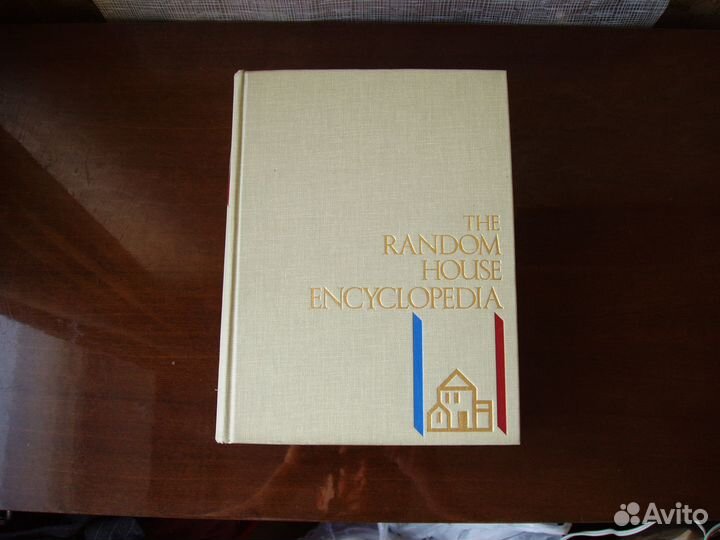 THE
RANDOM
HOUSE
ENCYCLOPEDIA
Avito